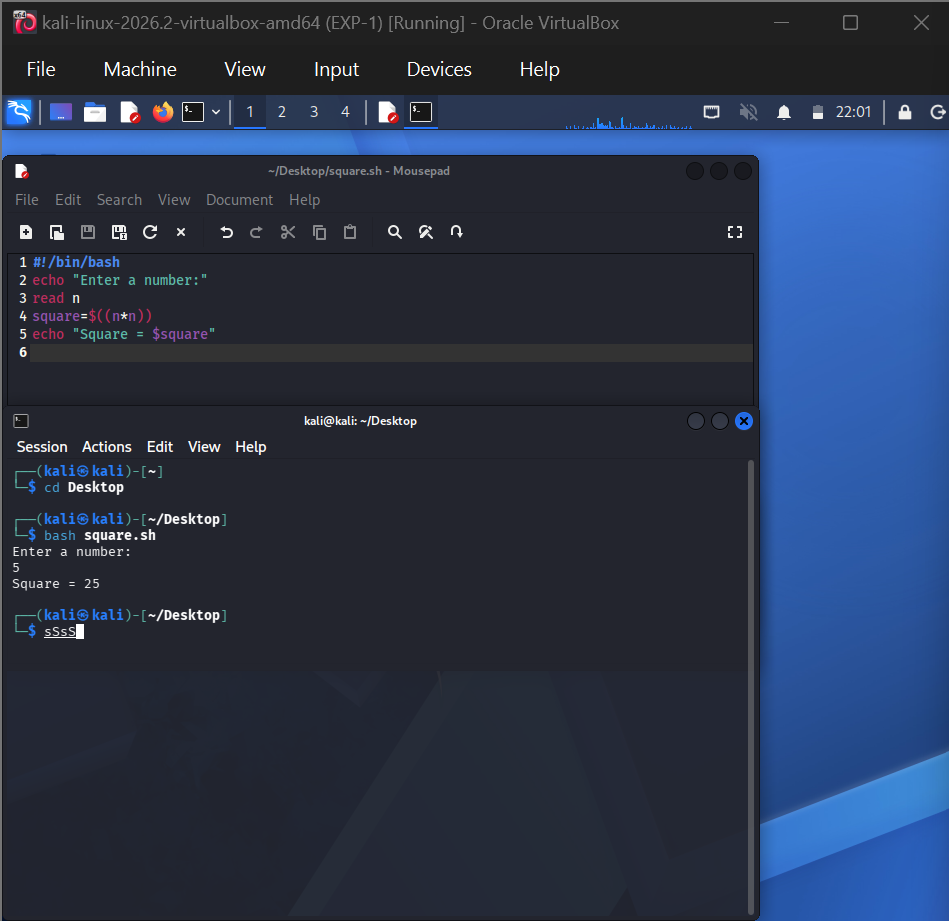 kali-linux-2026.2-virtualbox-amd64 (EXP-1) [Running] - Oracle VirtualBox
File Machine View Input Devices Help
1 2 3 4 22:01
~/Desktop/square.sh - Mousepad
File Edit Search View Document Help
1 #!/bin/bash
2 echo "Enter a number:"
3 read n
4 square=$((n*n))
5 echo "Square = $square"
6
kali@kali: ~/Desktop
Session Actions Edit View Help
┌──(kali㉿kali)-[~]
└─$ cd Desktop
┌──(kali㉿kali)-[~/Desktop]
└─$ bash square.sh
Enter a number:
5
Square = 25
┌──(kali㉿kali)-[~/Desktop]
└─$ sSsS